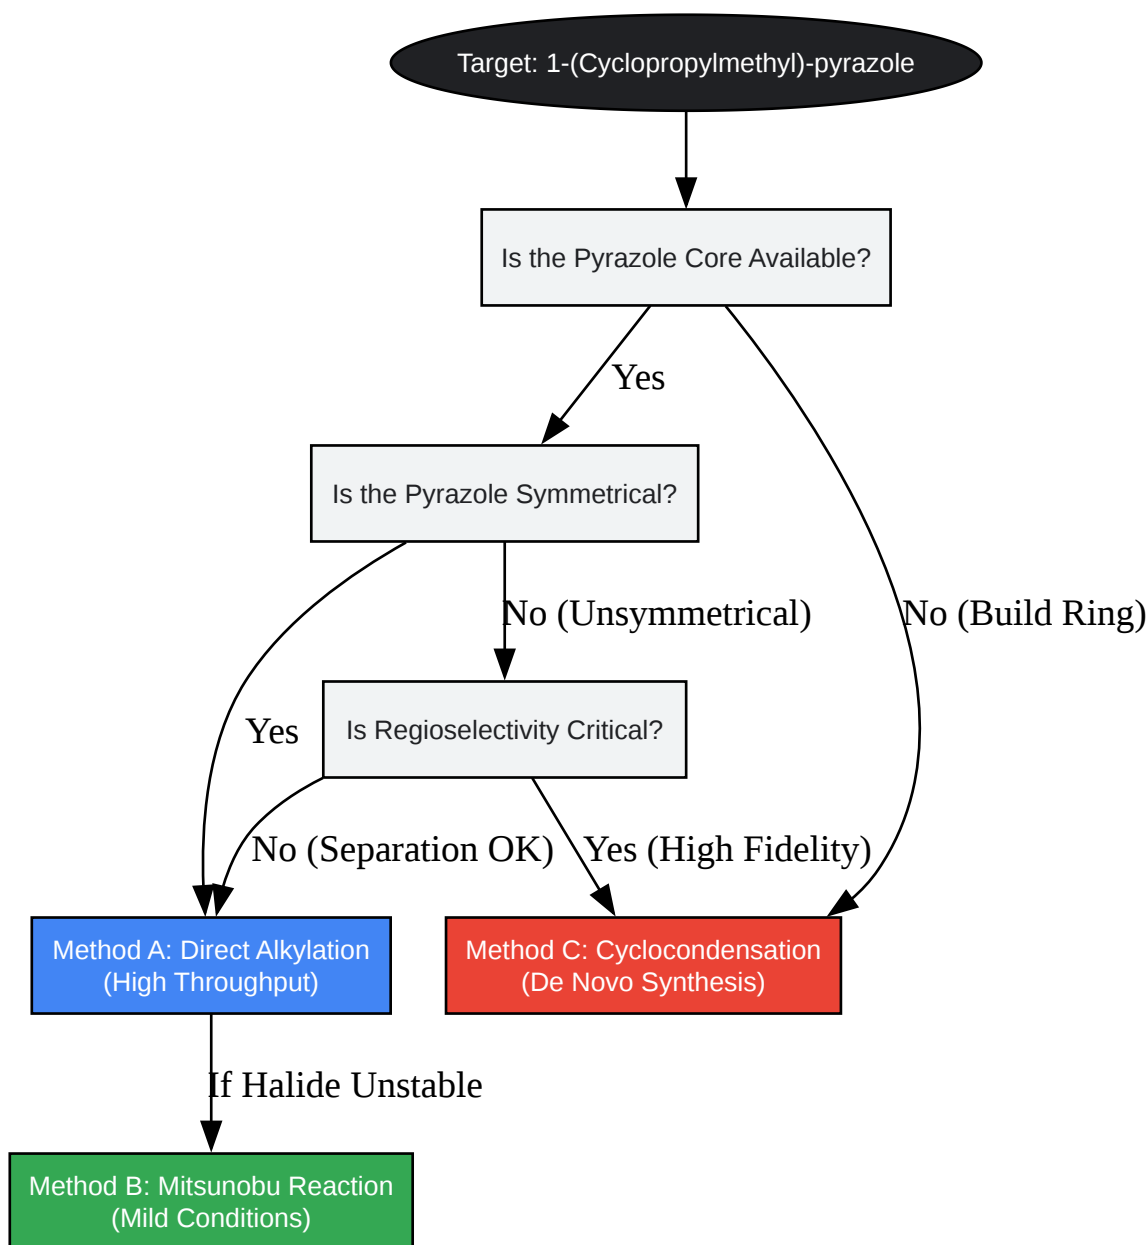 Target: 1-(Cyclopropylmethyl)-pyrazole
Is the Pyrazole Core Available?
Yes
Is the Pyrazole Symmetrical?
No (Unsymmetrical)
No (Build Ring)
Is Regioselectivity Critical?
Yes
No (Separation OK)
Yes (High Fidelity)
Method A: Direct Alkylation
(High Throughput)
Method C: Cyclocondensation
(De Novo Synthesis)
If Halide Unstable
Method B: Mitsunobu Reaction
(Mild Conditions)